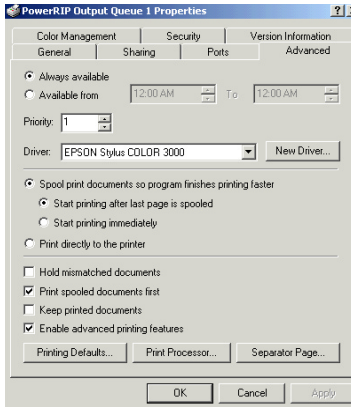 PowerRIP Output Queue 1 Properties ?
Color Management Security Version Information
General Sharing Ports Advanced
Always available
Available from 12:00 AM To 12:00 AM
Priority: 1
Driver: EPSON Stylus COLOR 3000 New Driver...
Spool print documents so program finishes printing faster
Start printing after last page is spooled
Start printing immediately
Print directly to the printer
Hold mismatched documents
Print spooled documents first
Keep printed documents
Enable advanced printing features
Printing Defaults... Print Processor... Separator Page...
OK Cancel Apply